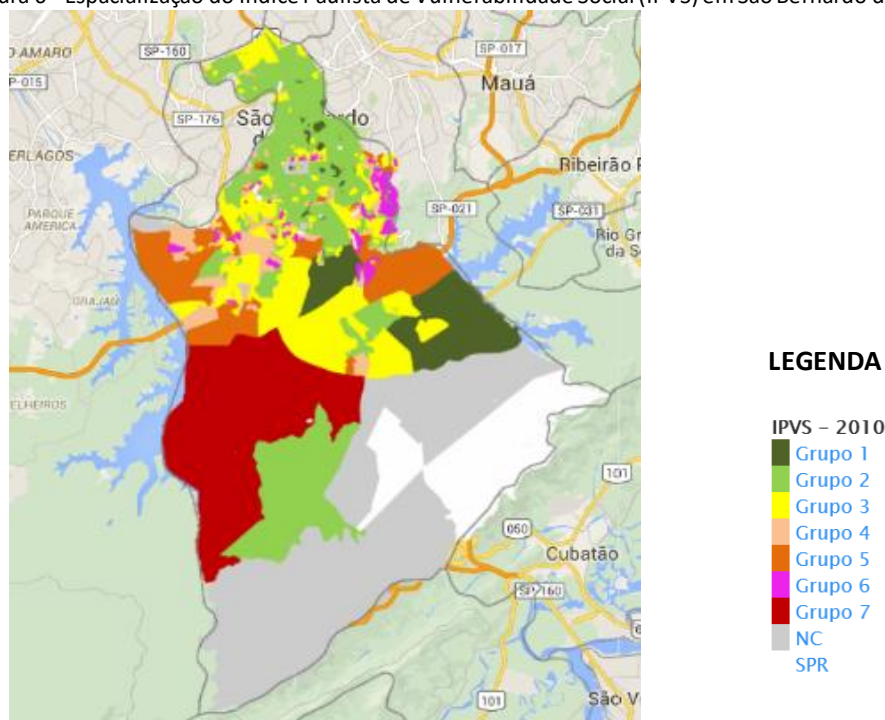 Espacialização do Índice Paulista de Vulnerabilidade Social (IPVS) em São Bernardo d
AMARO
SP-160
SP-017
P-015
Mauá
SP-176
São
do
d
ERLAGOS
Ribeirão
PARQUE
AMERICA
SP-021
SP-031
Rio Gr
da S
GRAJAÚ
ELHEIROS
101
050
Cubatão
SP-160
101
São V
LEGENDA
IPVS - 2010
Grupo 1
Grupo 2
Grupo 3
Grupo 4
Grupo 5
Grupo 6
Grupo 7
NC
SPR